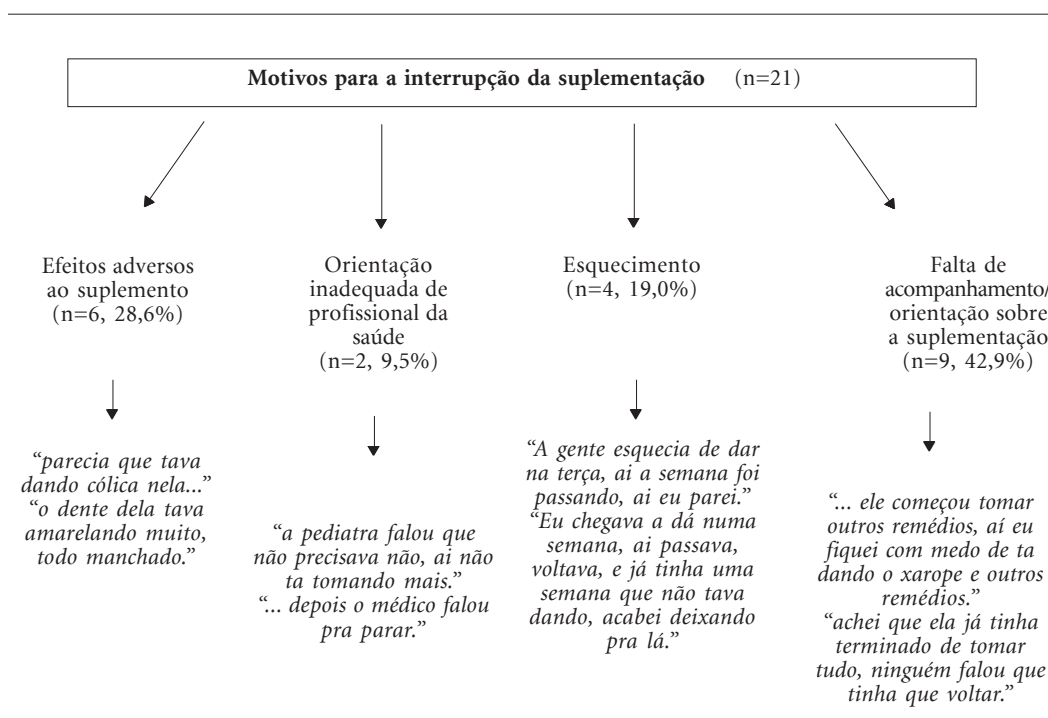 Motivos para a interrupção da suplementação (n=21)
Efeitos adversos
ao suplemento
(n=6, 28,6%)
“parecia que tava
dando cólica nela...”
“o dente dela tava
amarelando muito,
todo manchado.”
Orientação
inadequada de
profissional da
saúde
(n=2, 9,5%)
“a pediatra falou que
não precisava não, ai não
ta tomando mais.”
“... depois o médico falou
pra parar.”
Esquecimento
(n=4, 19,0%)
“A gente esquecia de dar
na terça, ai a semana foi
passando, ai eu parei.”
“Eu chegava a dá numa
semana, ai passava,
voltava, e já tinha uma
semana que não tava
dando, acabei deixando
pra lá.”
Falta de
acompanhamento/
orientação sobre
a suplementação
(n=9, 42,9%)
“... ele começou tomar
outros remédios, aí eu
fiquei com medo de ta
dando o xarope e outros
remédios.”
“achei que ela já tinha
terminado de tomar
tudo, ninguém falou que
tinha que voltar.”